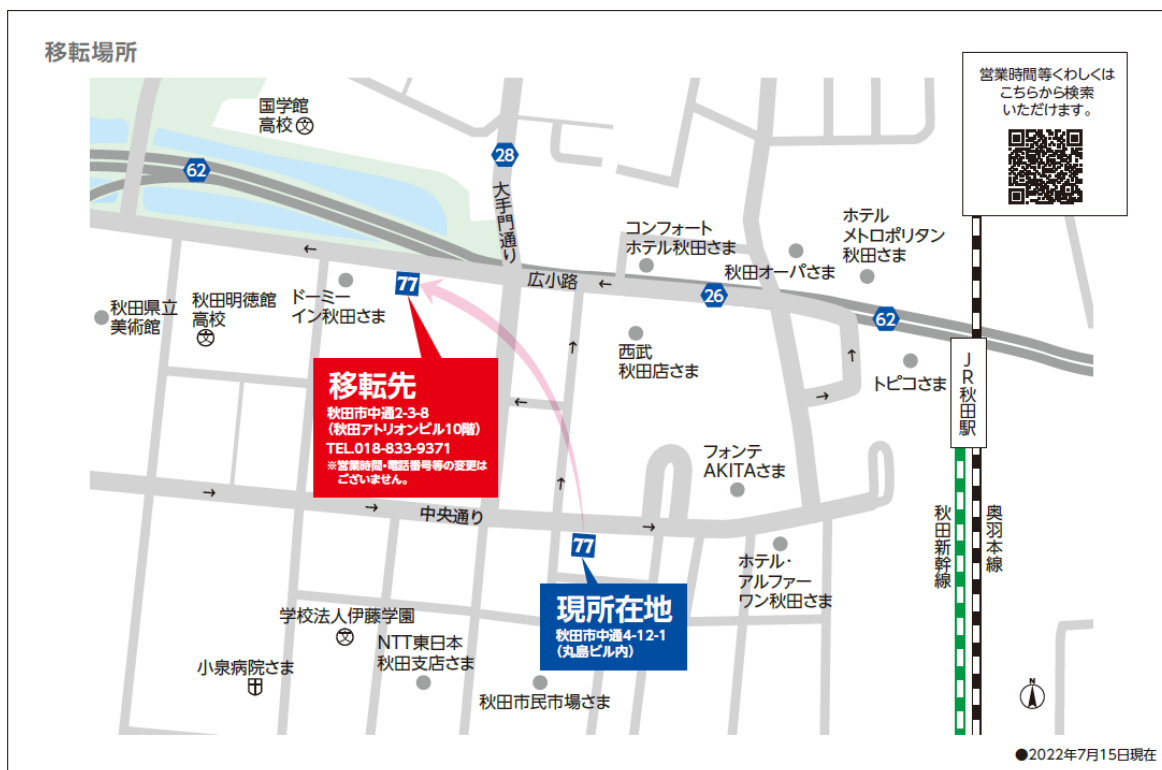 移転場所
営業時間等くわしくは
こちらから検索
いただけます。
国学館
高校
文
62
28
大手門通り
コンフォート
ホテル秋田さま
ホテル
メトロポリタン
秋田さま
秋田オーパさま
←
広小路
←
26
62
77
秋田県立
美術館
秋田明徳館
高校
文
ドーミー
イン秋田さま
西武
秋田店さま
↑
↑
→
トピコさま
JR秋田駅
移転先
秋田市中通2-3-8
(秋田アトリオンビル10階)
TEL.018-833-9371
※営業時間・電話番号等の変更は
ございません。
←
フォンテ
AKITAさま
↑
→
→
中央通り
→
77
秋田新幹線
奥羽本線
ホテル・
アルファー
ワン秋田さま
現所在地
秋田市中通4-12-1
(丸島ビル内)
学校法人伊藤学園
文
NTT東日本
秋田支店さま
小泉病院さま
秋田市民市場さま
N
●2022年7月15日現在